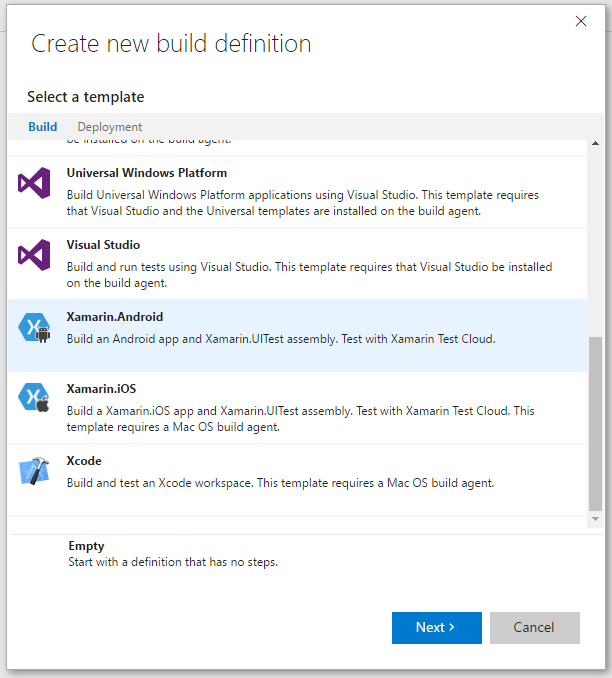 Create new build definition
Select a template
Build Deployment
be installed on the build agent.
Universal Windows Platform
Build Universal Windows Platform applications using Visual Studio. This template requires
that Visual Studio and the Universal templates are installed on the build agent.
Visual Studio
Build and run tests using Visual Studio. This template requires that Visual Studio be installed
on the build agent.
Xamarin.Android
Build an Android app and Xamarin.UITest assembly. Test with Xamarin Test Cloud.
Xamarin.iOS
Build a Xamarin.iOS app and Xamarin.UITest assembly. Test with Xamarin Test Cloud. This
template requires a Mac OS build agent.
Xcode
Build and test an Xcode workspace. This template requires a Mac OS build agent.
Empty
Start with a definition that has no steps.
Next > Cancel